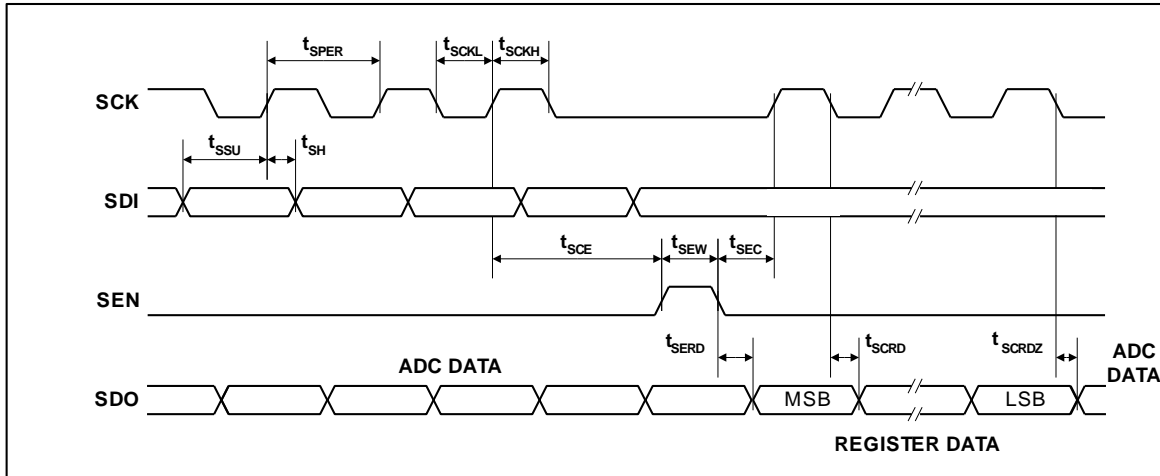 tSPER
tSCKL
tSCKH
SCK
tSSU
tSH
SDI
tSCE
tSEW
tSEC
SEN
tSERD
tSCRD
tSCRDZ
ADC DATA
ADC
DATA
SDO
MSB
LSB
REGISTER DATA